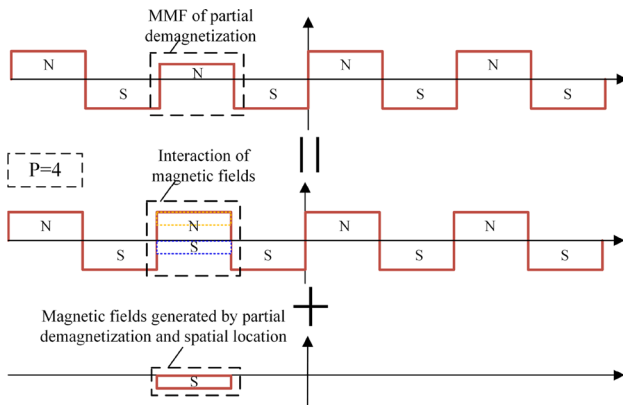 MMF of partial
demagnetization
N
N
N
N
S
S
S
S
P=4
Interaction of
magnetic fields
N
N
N
N
S
S
S
S
S
Magnetic fields generated by partial
demagnetization and spatial location
S